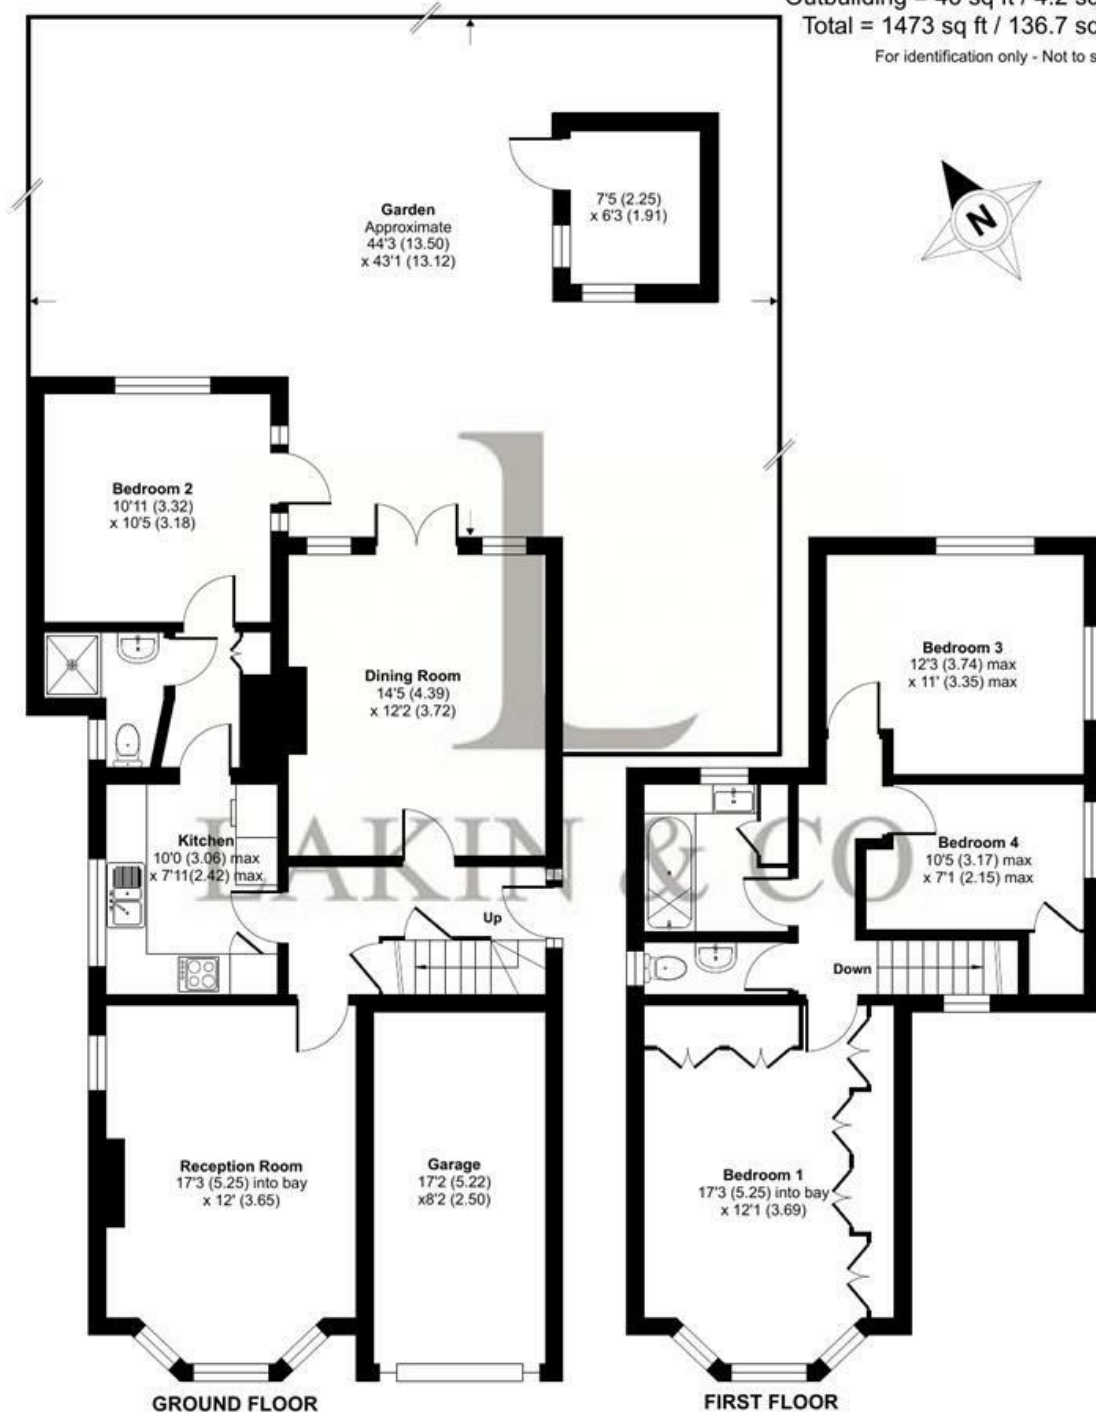 Total = 1473 sq ft / 136.7 sq
For identification only - Not to s
Garden
Approximate
44'3 (13.50)
x 43'1 (13.12)
7'5 (2.25)
x 6'3 (1.91)
N
Bedroom 2
10'11 (3.32)
x 10'5 (3.18)
Dining Room
14'5 (4.39)
x 12'2 (3.72)
Bedroom 3
12'3 (3.74) max
x 11' (3.35) max
Kitchen
10'0 (3.06) max
x 7'11(2.42) max
Bedroom 4
10'5 (3.17) max
x 7'1 (2.15) max
L
LAKIN & CO
Up
Down
Reception Room
17'3 (5.25) into bay
x 12' (3.65)
Garage
17'2 (5.22)
x8'2 (2.50)
Bedroom 1
17'3 (5.25) into bay
x 12'1 (3.69)
GROUND FLOOR
FIRST FLOOR